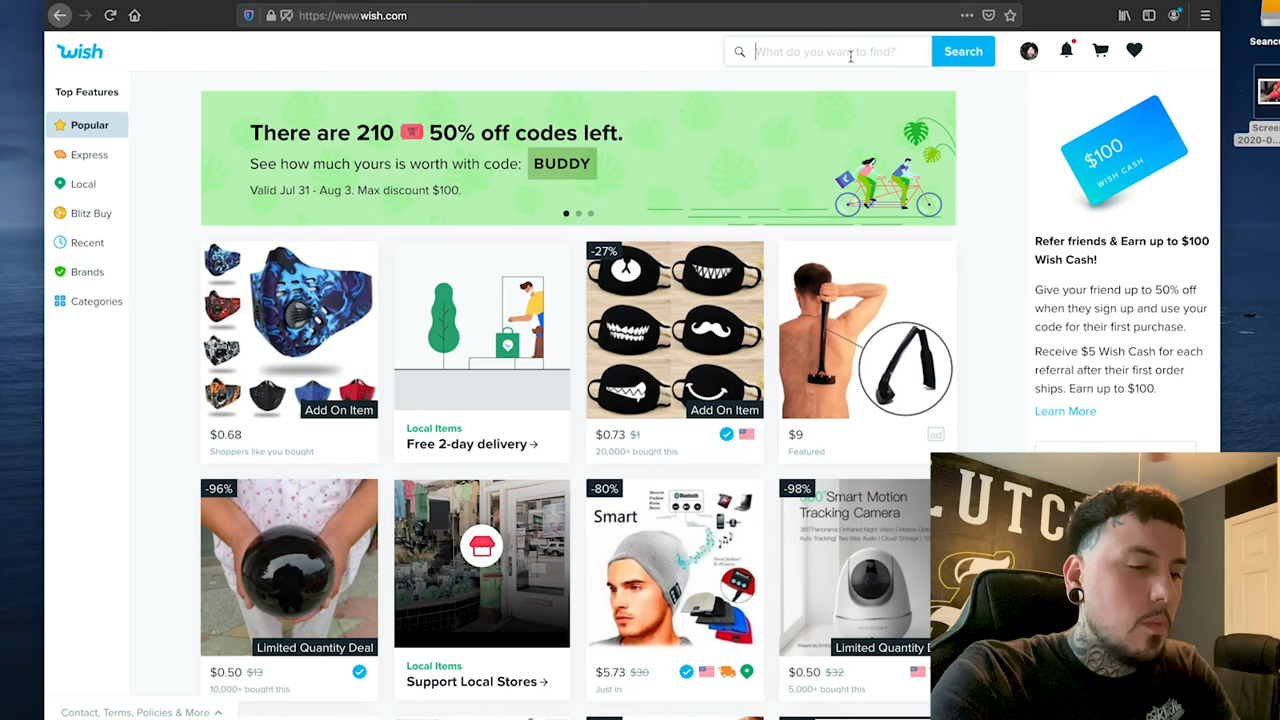 https://www.wish.com
wish
What do you want to find?
Search
Seancu
Scree
2020-0...
Top Features
Popular
Express
Local
Blitz Buy
Recent
Brands
Categories
There are 210 50% off codes left.
See how much yours is worth with code: BUDDY
Valid Jul 31 - Aug 3. Max discount $100.
$100
WISH CASH
Refer friends & Earn up to $100
Wish Cash!
Give your friend up to 50% off
when they sign up and use your
code for their first purchase.
Receive $5 Wish Cash for each
referral after their first order
ships. Earn up to $100.
Learn More
Add On Item
$0.68
Shoppers like you bought
Local Items
Free 2-day delivery
-27%
Add On Item
$0.73 $1
20,000+ bought this
$9
ad
Featured
-96%
Limited Quantity Deal
$0.50 $13
10,000+ bought this
Local Items
Support Local Stores
-80%
Smart
Bluetooth
$5.73 $30
Just in
-98%
360°Smart Motion
Tracking Camera
Limited Quantity D
$0.50 $32
5,000+ bought this
UTCH
Contact, Terms, Policies & More